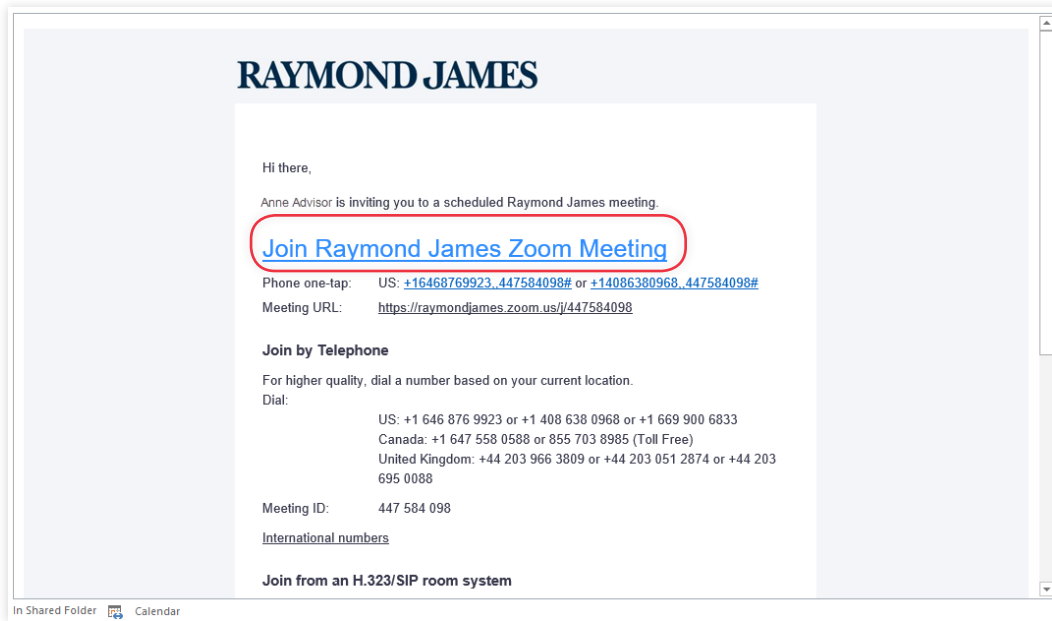 RAYMOND JAMES
Hi there,
Anne Advisor is inviting you to a scheduled Raymond James meeting.
Join Raymond James Zoom Meeting
Phone one-tap: US: +16468769923,,447584098# or +14086380968,,447584098#
Meeting URL: https://raymondjames.zoom.us/j/447584098
Join by Telephone
For higher quality, dial a number based on your current location.
Dial:
US: +1 646 876 9923 or +1 408 638 0968 or +1 669 900 6833
Canada: +1 647 558 0588 or 855 703 8985 (Toll Free)
United Kingdom: +44 203 966 3809 or +44 203 051 2874 or +44 203
695 0088
Meeting ID: 447 584 098
International numbers
Join from an H.323/SIP room system
In Shared Folder Calendar